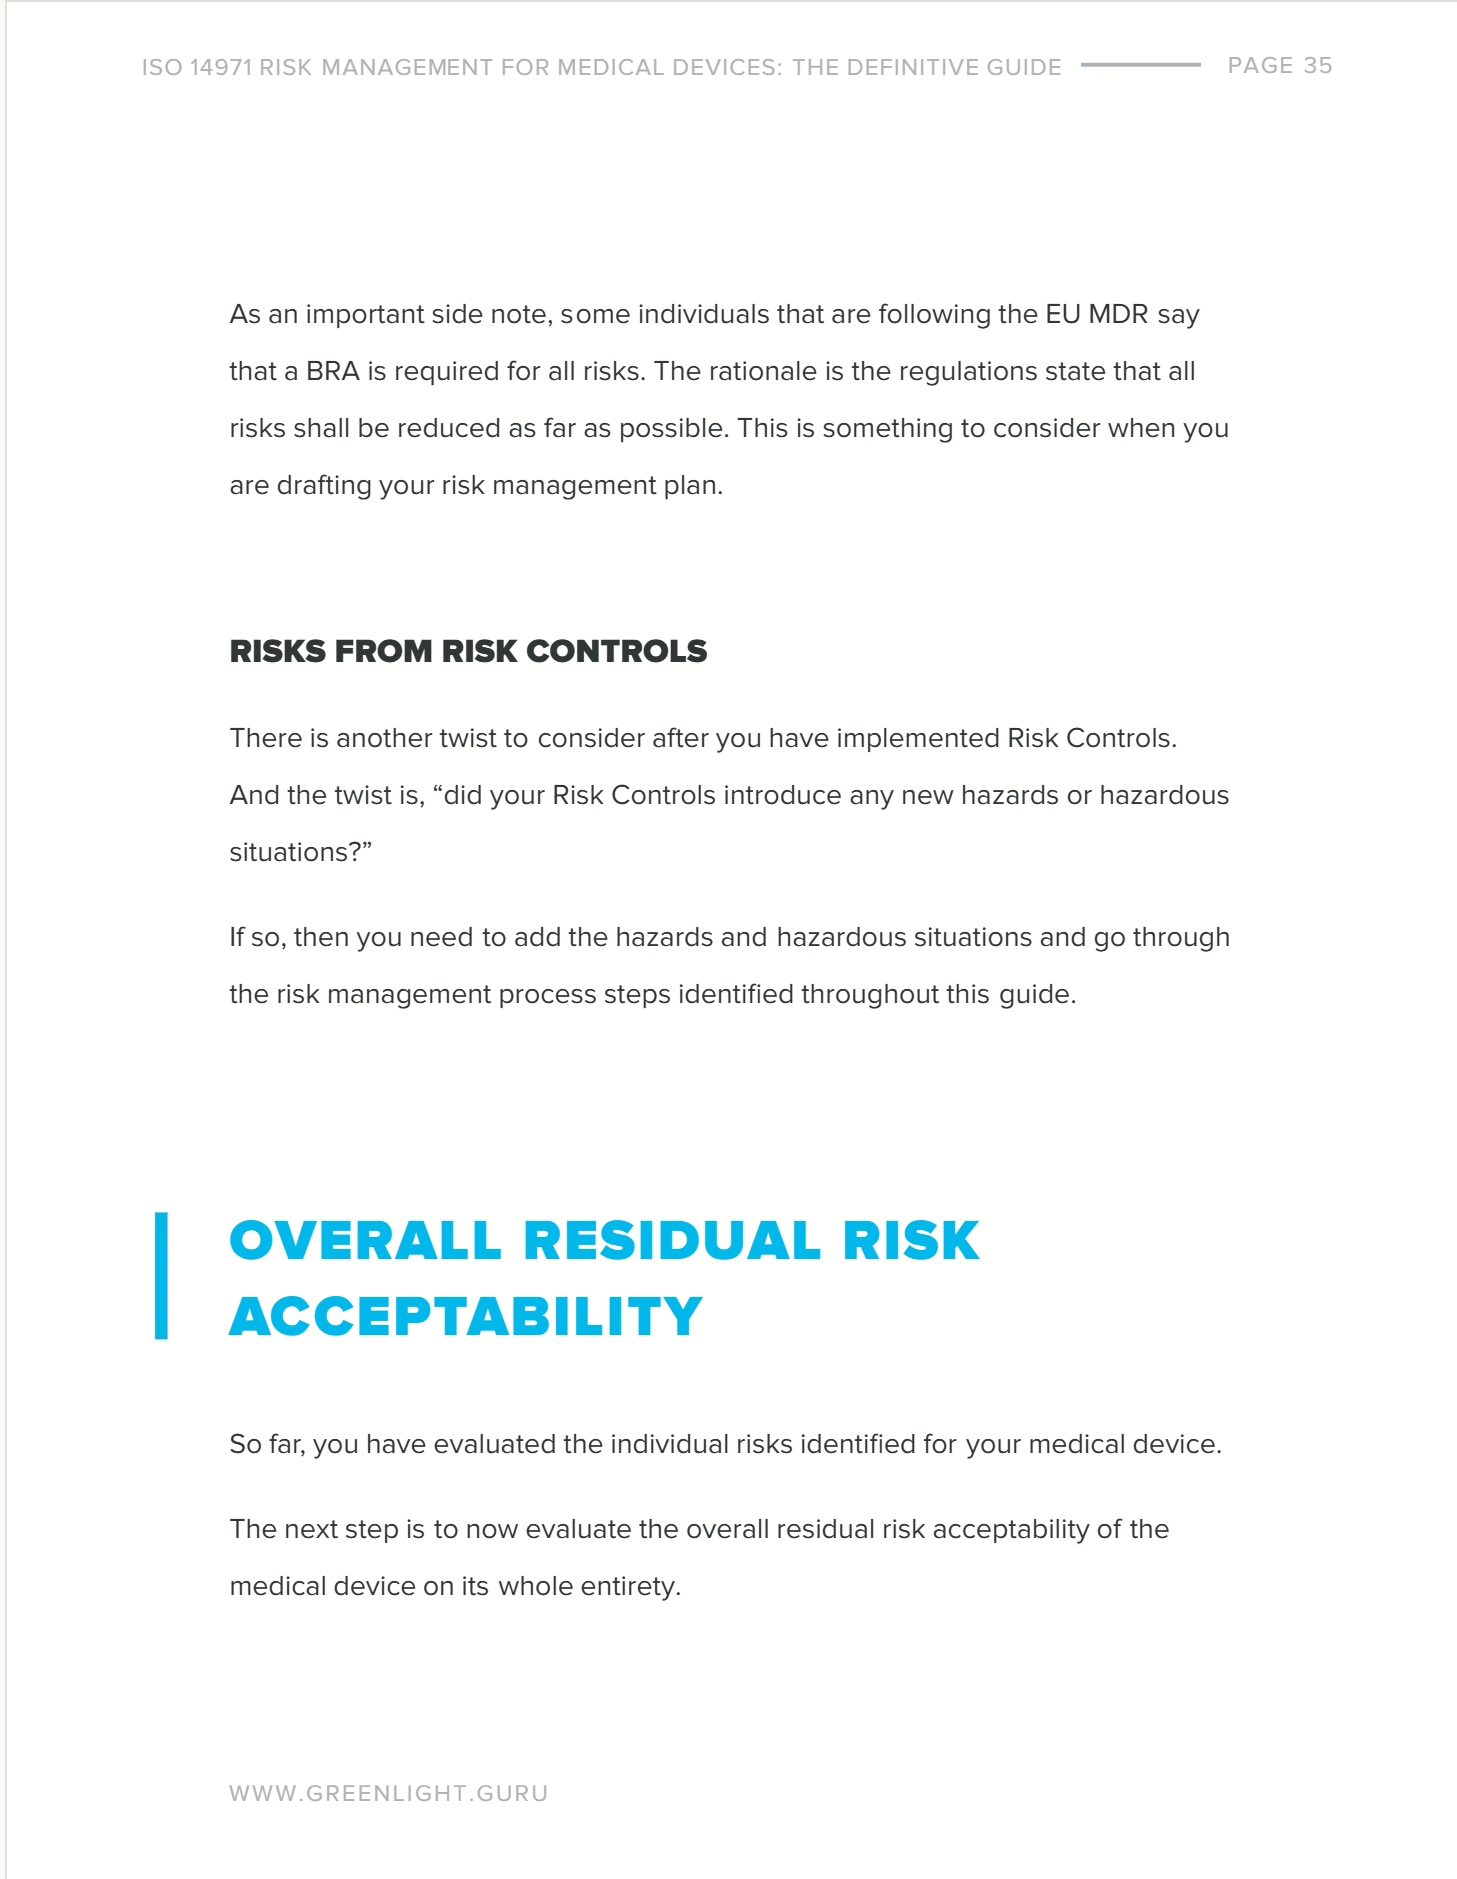 ISO 14971 RISK MANAGEMENT FOR MEDICAL DEVICES: THE DEFINITIVE GUIDE PAGE 35
As an important side note, some individuals that are following the EU MDR say
that a BRA is required for all risks. The rationale is the regulations state that all
risks shall be reduced as far as possible. This is something to consider when you
are drafting your risk management plan.
RISKS FROM RISK CONTROLS
There is another twist to consider after you have implemented Risk Controls.
And the twist is, “did your Risk Controls introduce any new hazards or hazardous
situations?”
If so, then you need to add the hazards and hazardous situations and go through
the risk management process steps identified throughout this guide.
OVERALL RESIDUAL RISK
ACCEPTABILITY
So far, you have evaluated the individual risks identified for your medical device.
The next step is to now evaluate the overall residual risk acceptability of the
medical device on its whole entirety.
WWW.GREENLIGHT.GURU